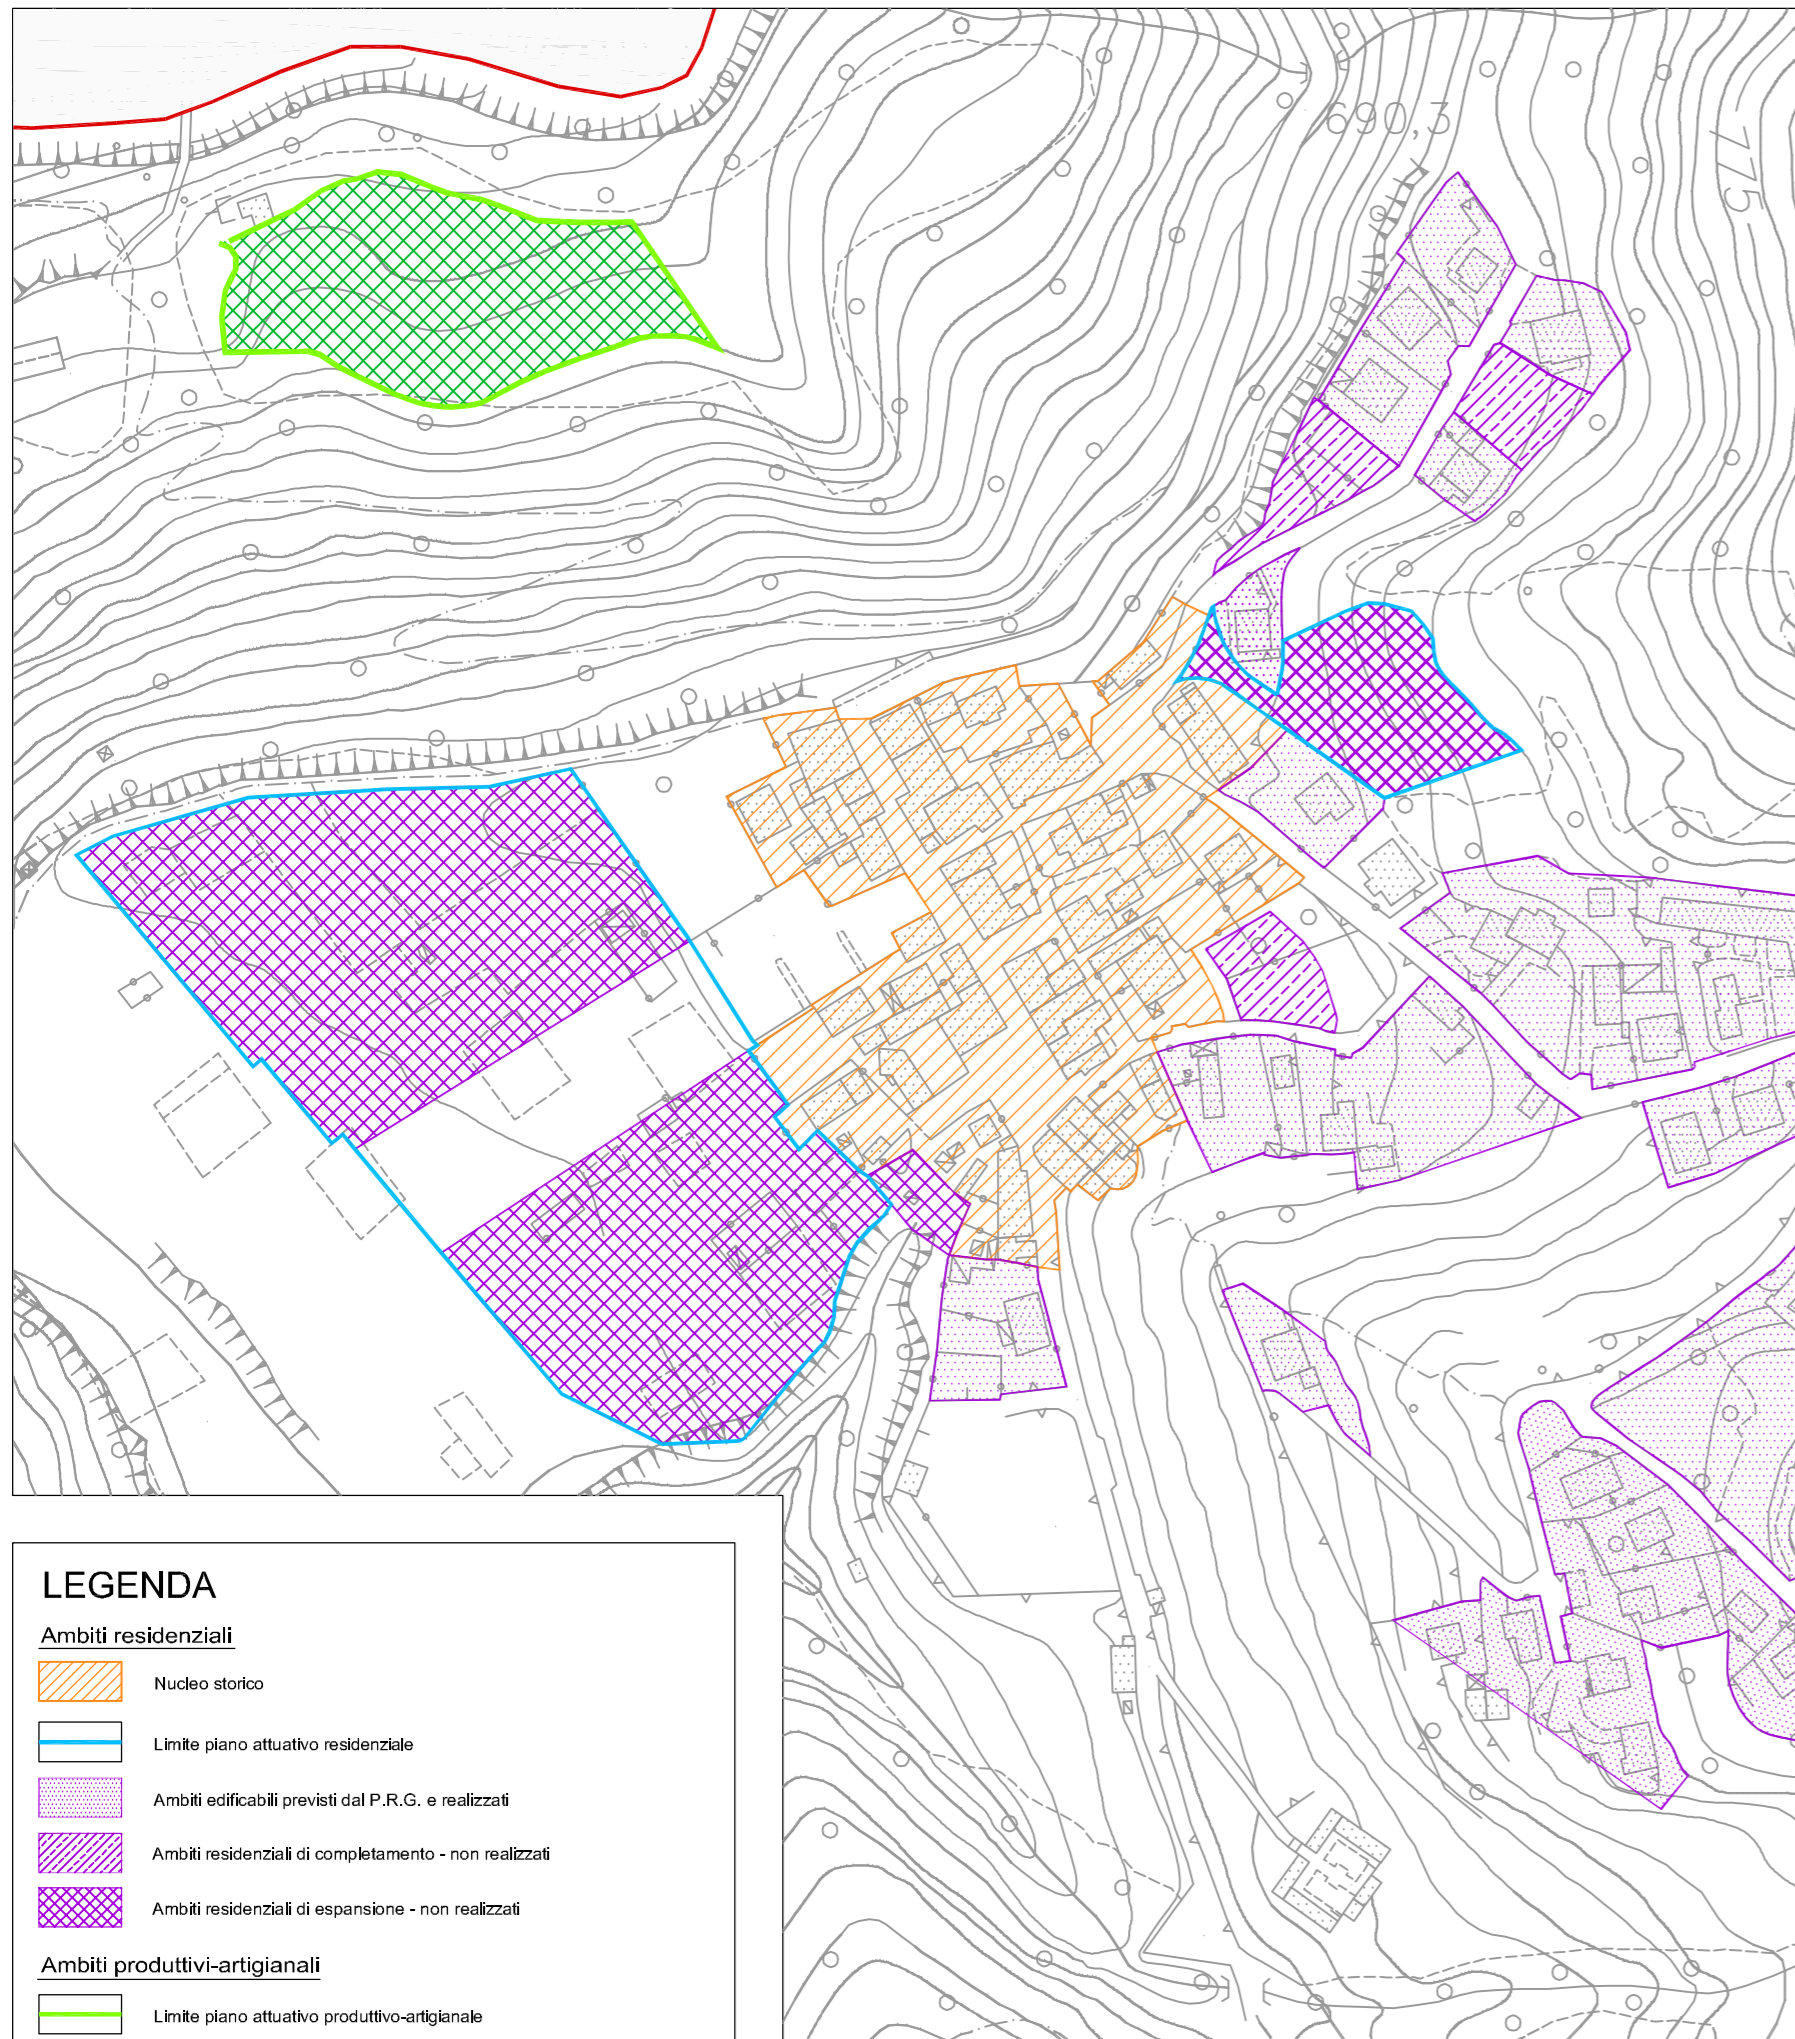 690,3
775
LEGENDA
Ambiti residenziali
Nucleo storico
Limite piano attuativo residenziale
Ambiti edificabili previsti dal P.R.G. e realizzati
Ambiti residenziali di completamento - non realizzati
Ambiti residenziali di espansione - non realizzati
Ambiti produttivi-artigianali
Limite piano attuativo produttivo-artigianale